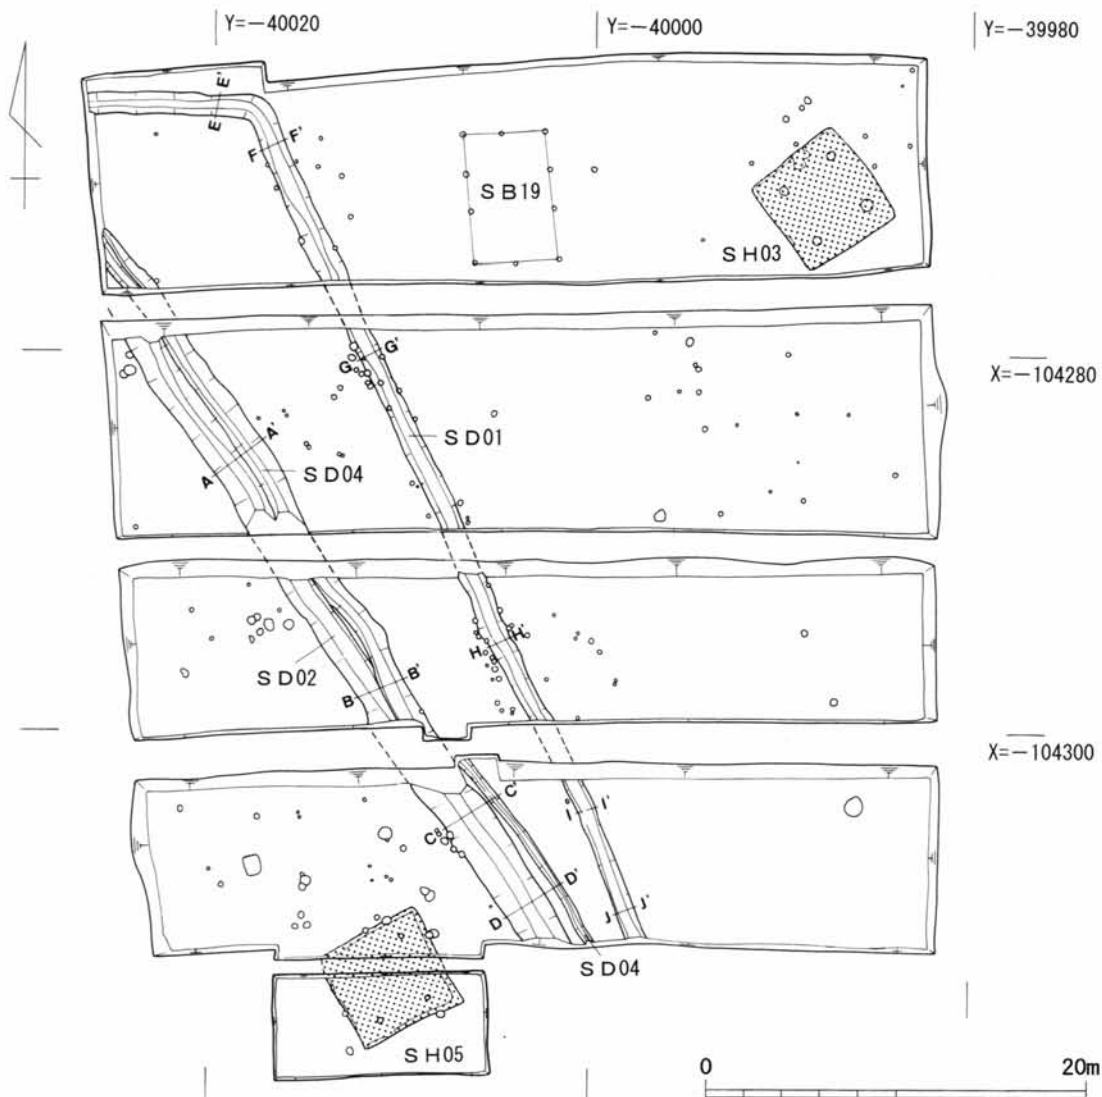 Y=−40020
Y=−40000
Y=−39980
E'
E
F'
F
SB19
SH03
G'
G
X=−104280
SD01
A'
A
SD04
H'
H
SD02
B'
B
X=−104300
C'
C
I'
I
D'
D
J'
J
SD04
SH05
0
20m